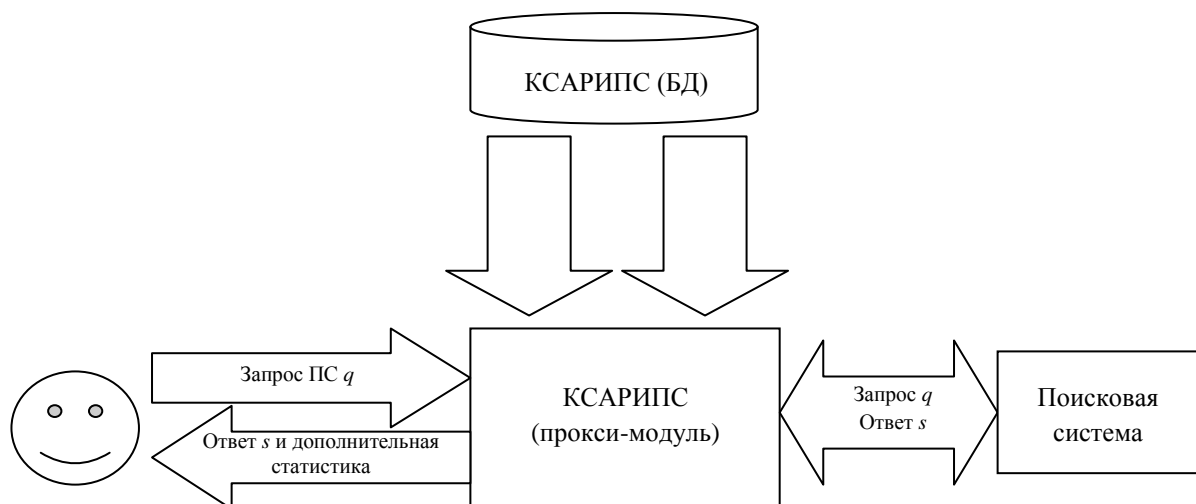 КСАРИПС (БД)
Запрос ПС q
Ответ s и дополнительная
статистика
КСАРИПС
(прокси-модуль)
Запрос q
Ответ s
Поисковая
система